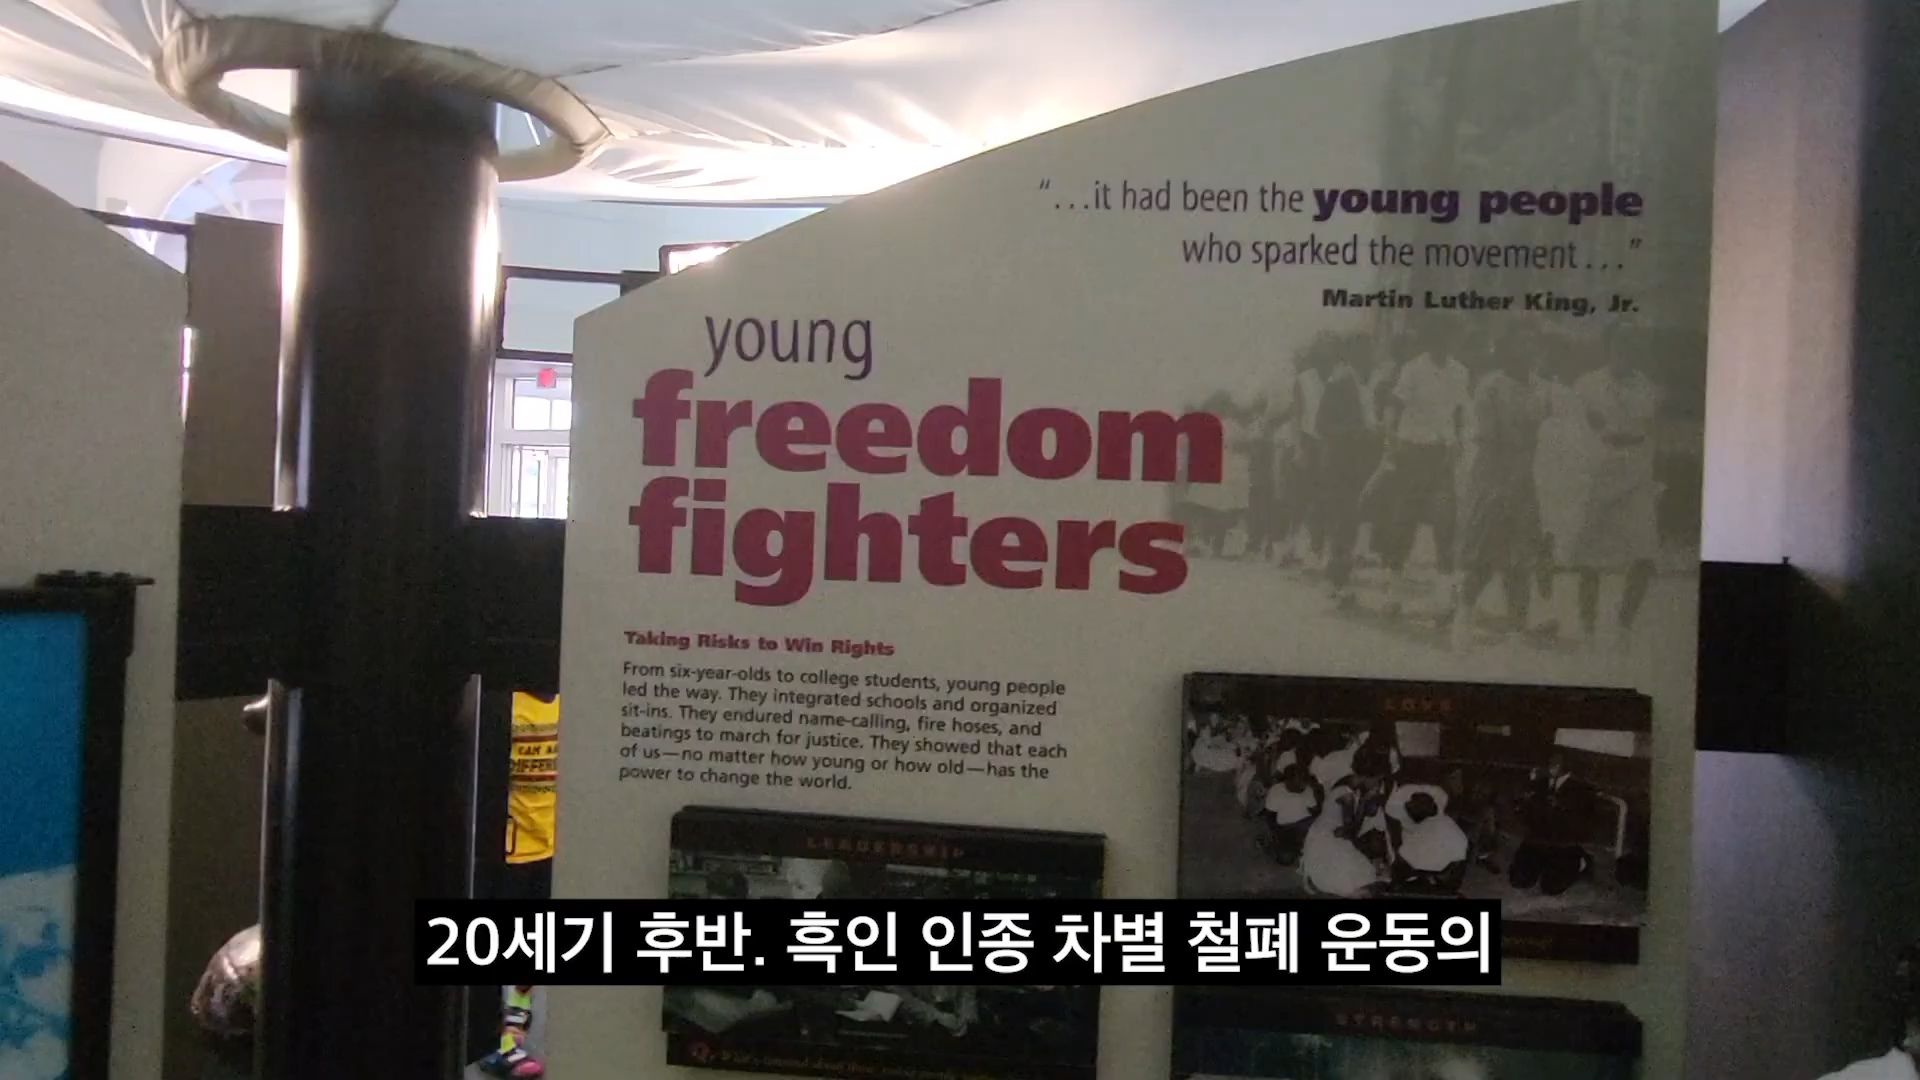 “...it had been the young people
who sparked the movement...”
Martin Luther King, Jr.
young
freedom
fighters
Taking Risks to Win Rights
From six-year-olds to college students, young people
led the way. They integrated schools and organized
sit-ins. They endured name-calling, fire hoses, and
beatings to march for justice. They showed that each
of us—no matter how young or how old—has the
power to change the world.
LOVE
LEADERSHIP
20세기 후반. 흑인 인종 차별 철폐 운동의
STRENGTH